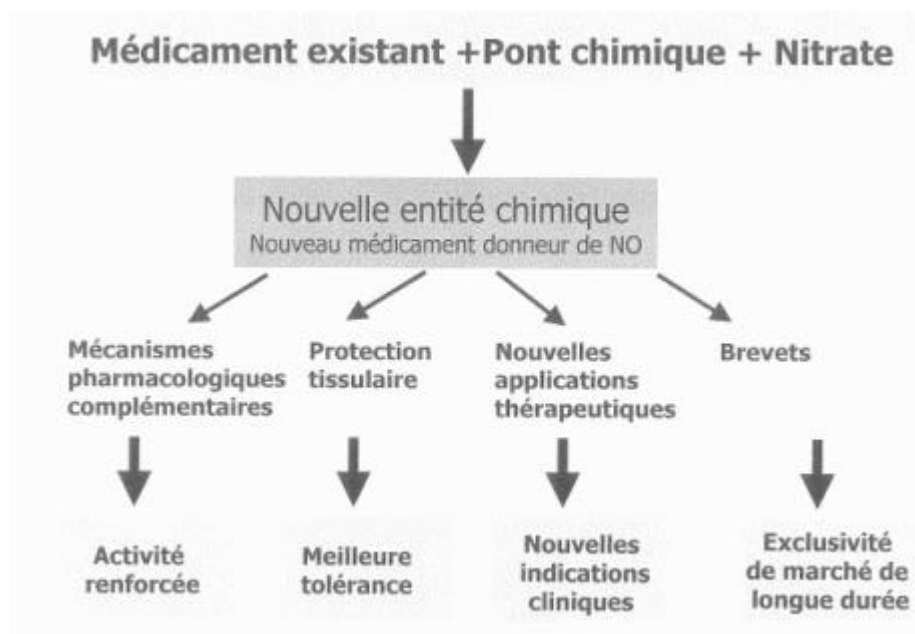 Médicament existant +Pont chimique + Nitrate
Nouvelle entité chimique
Nouveau médicament donneur de NO
Mécanismes
pharmacologiques
complémentaires
Protection
tissulaire
Nouvelles
applications
thérapeutiques
Brevets
Activité
renforcée
Meilleure
tolérance
Nouvelles
indications
cliniques
Exclusivité
de marché de
longue durée